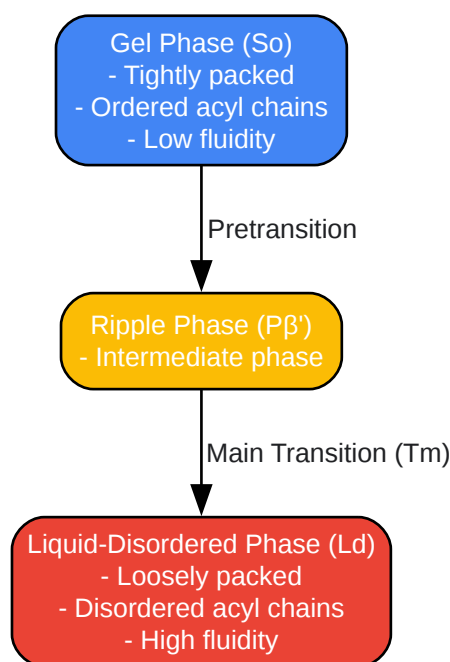 Gel Phase (So)
- Tightly packed
- Ordered acyl chains
- Low fluidity
Pretransition
Ripple Phase (Pβ')
- Intermediate phase
Main Transition (Tm)
Liquid-Disordered Phase (Ld)
- Loosely packed
- Disordered acyl chains
- High fluidity